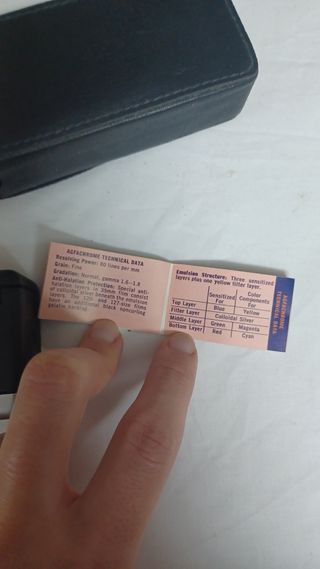 AGFACHROME TECHNICAL DATA
Resolving Power: 80 lines per mm
Grain: Fine
Gradation: Normal, gamma 1.6–1.8
Anti-Halation Protection: Special anti-
halation layers in 35mm film consist
of colloidal silver beneath the emulsion
layers. The 120 and 127-size films
have an additional black noncurling
gelatin backing.
Emulsion Structure: Three sensitized
layers plus one yellow filter layer.
Sensitized For | Color Components For
Top Layer | Blue | Yellow
Filter Layer | Colloidal Silver
Middle Layer | Green | Magenta
Bottom Layer | Red | Cyan
AGFACHROME
TECHNICAL DATA